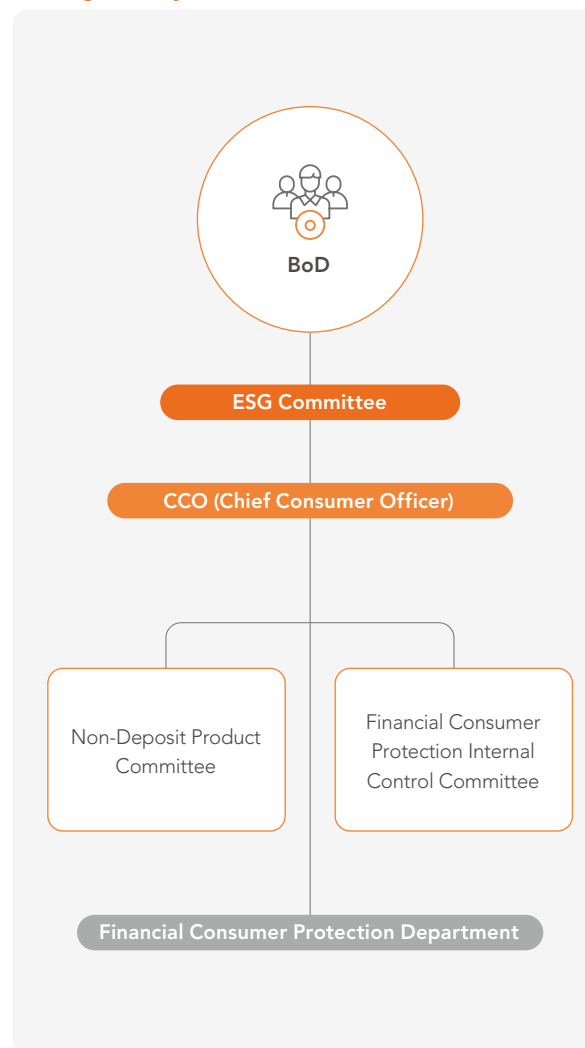 BoD
ESG Committee
CCO (Chief Consumer Officer)
Non-Deposit Product
Committee
Financial Consumer
Protection Internal
Control Committee
Financial Consumer Protection Department